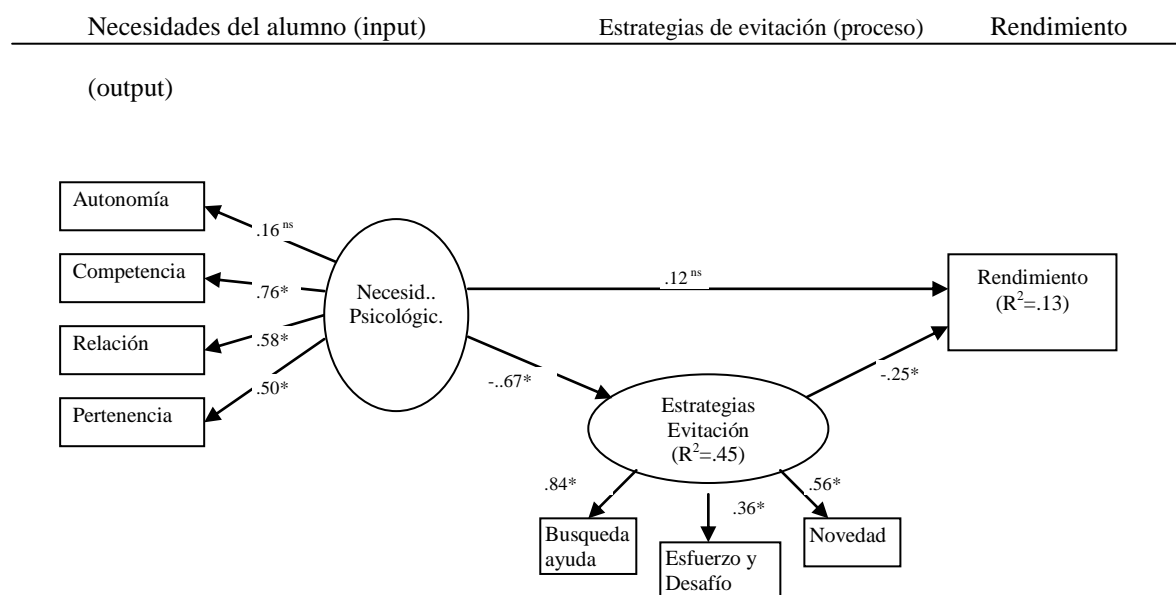 Necesidades del alumno (input) Estrategias de evitación (proceso) Rendimiento
(output)
Autonomía
.16 ns
Competencia
.76*
Necesid..
Psicológic.
.12 ns
Rendimiento
(R²=.13)
Relación
.58*
.50*
-..67*
-.25*
Pertenencia
Estrategias
Evitación
(R²=.45)
.84*
.36*
.56*
Busqueda
ayuda
Esfuerzo y
Desafío
Novedad